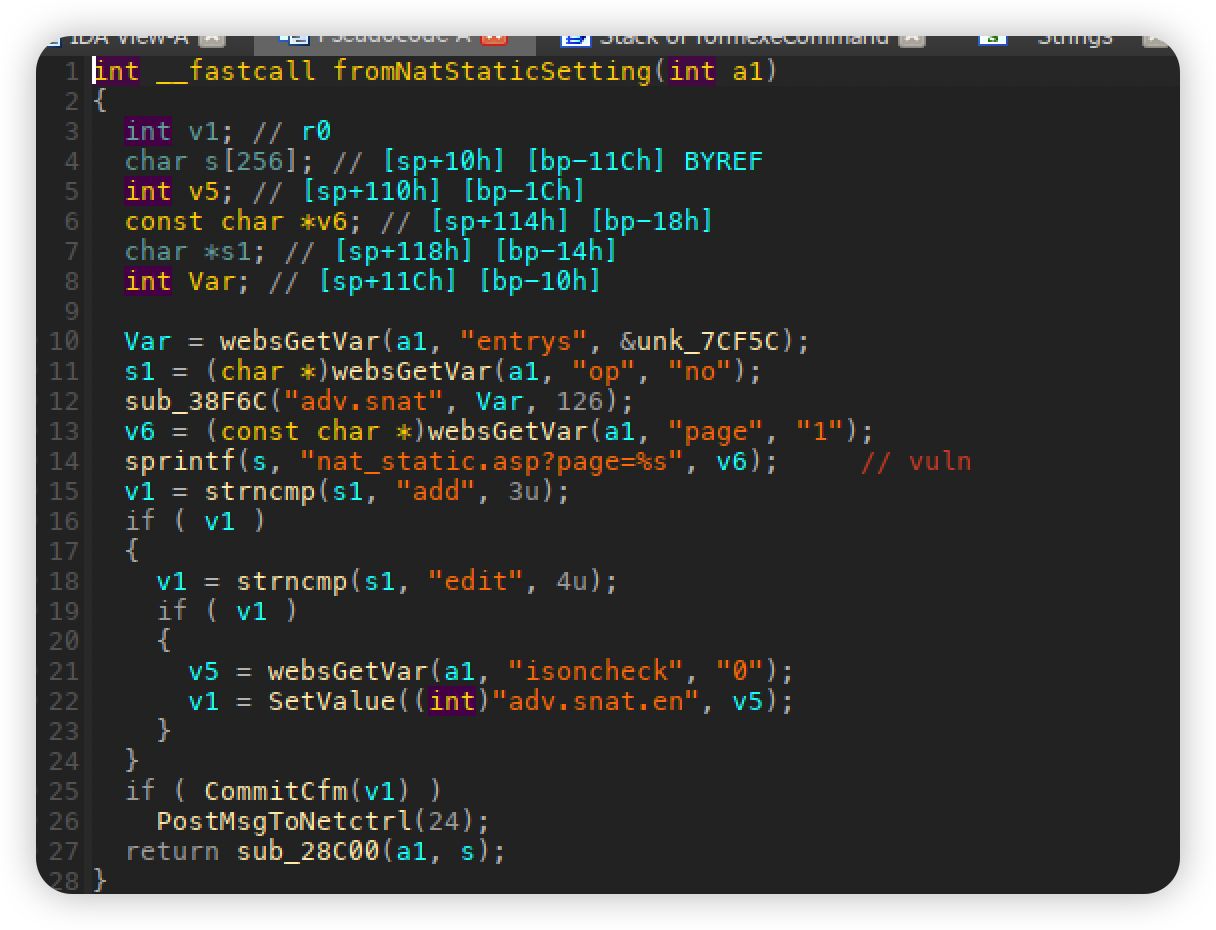 IDA View-A Pseudocode-A Stack of formexeCommand Strings
1 int __fastcall fromNatStaticSetting(int a1)
2 {
3 int v1; // r0
4 char s[256]; // [sp+10h] [bp-11Ch] BYREF
5 int v5; // [sp+110h] [bp-1Ch]
6 const char *v6; // [sp+114h] [bp-18h]
7 char *s1; // [sp+118h] [bp-14h]
8 int Var; // [sp+11Ch] [bp-10h]
9
10 Var = websGetVar(a1, "entrys", &unk_7CF5C);
11 s1 = (char *)websGetVar(a1, "op", "no");
12 sub_38F6C("adv.snat", Var, 126);
13 v6 = (const char *)websGetVar(a1, "page", "1");
14 sprintf(s, "nat_static.asp?page=%s", v6); // vuln
15 v1 = strncmp(s1, "add", 3u);
16 if ( v1 )
17 {
18 v1 = strncmp(s1, "edit", 4u);
19 if ( v1 )
20 {
21 v5 = websGetVar(a1, "isoncheck", "0");
22 v1 = SetValue((int)"adv.snat.en", v5);
23 }
24 }
25 if ( CommitCfm(v1) )
26 PostMsgToNetctrl(24);
27 return sub_28C00(a1, s);
28 }